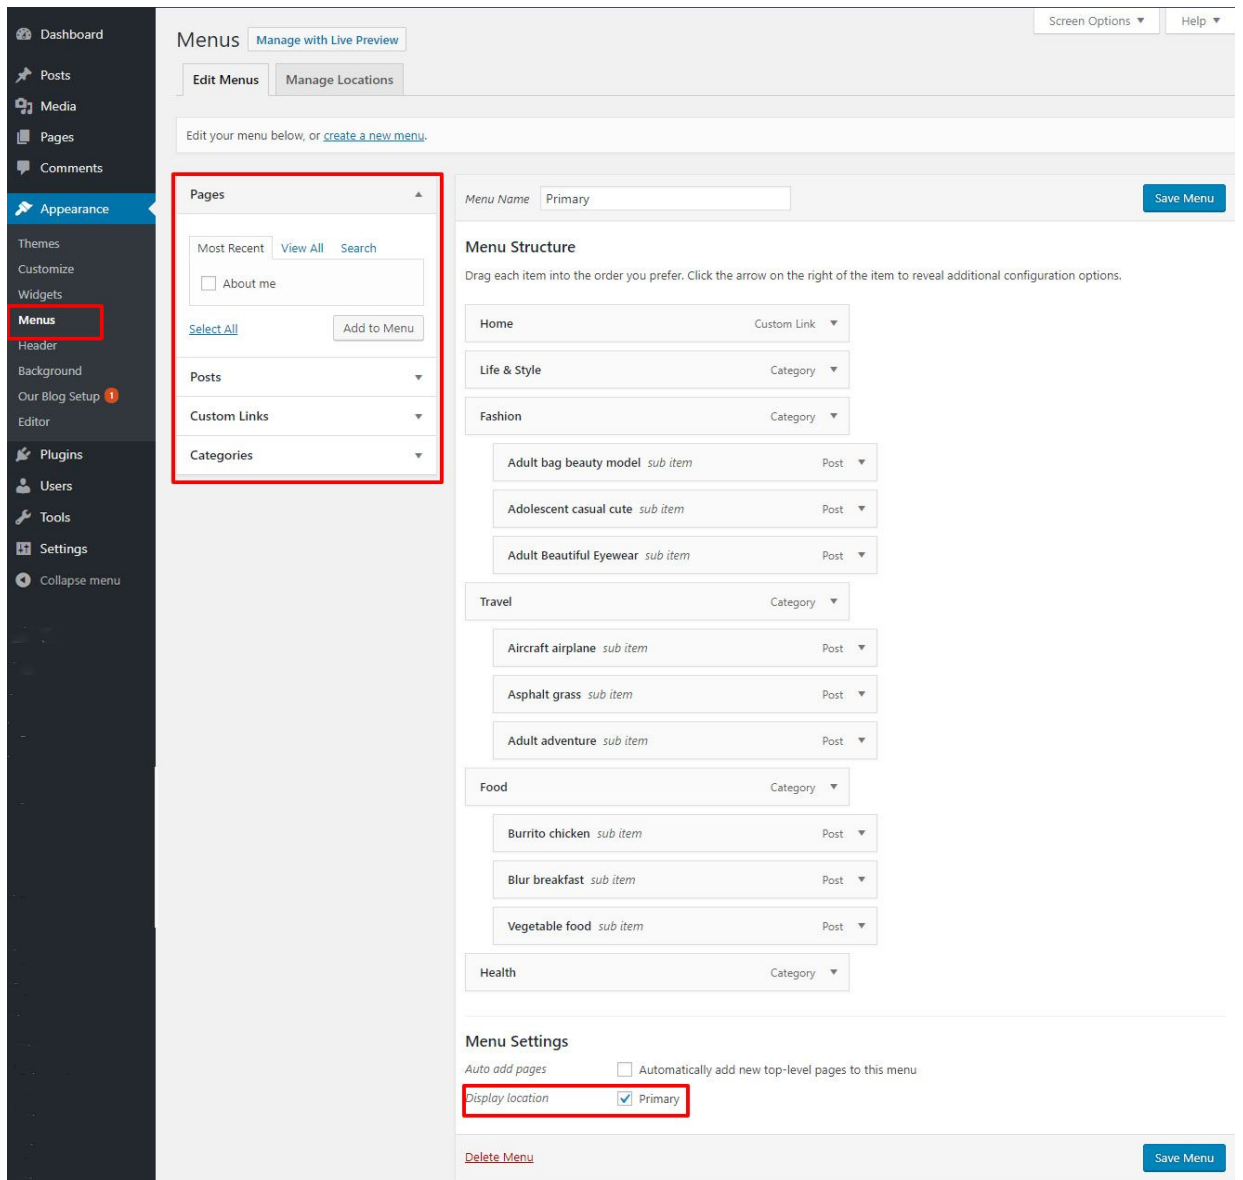 Dashboard
Posts
Media
Pages
Comments
Appearance
Themes
Customize
Widgets
Menus
Header
Background
Our Blog Setup 1
Editor
Plugins
Users
Tools
Settings
Collapse menu
Screen Options Help
Menus Manage with Live Preview
Edit Menus Manage Locations
Edit your menu below, or create a new menu.
Pages
Most Recent View All Search
About me
Select All Add to Menu
Posts
Custom Links
Categories
Menu Name Primary Save Menu
Menu Structure
Drag each item into the order you prefer. Click the arrow on the right of the item to reveal additional configuration options.
Home Custom Link
Life & Style Category
Fashion Category
Adult bag beauty model sub item Post
Adolescent casual cute sub item Post
Adult Beautiful Eyewear sub item Post
Travel Category
Aircraft airplane sub item Post
Asphalt grass sub item Post
Adult adventure sub item Post
Food Category
Burrito chicken sub item Post
Blur breakfast sub item Post
Vegetable food sub item Post
Health Category
Menu Settings
Auto add pages Automatically add new top-level pages to this menu
Display location Primary
Delete Menu Save Menu